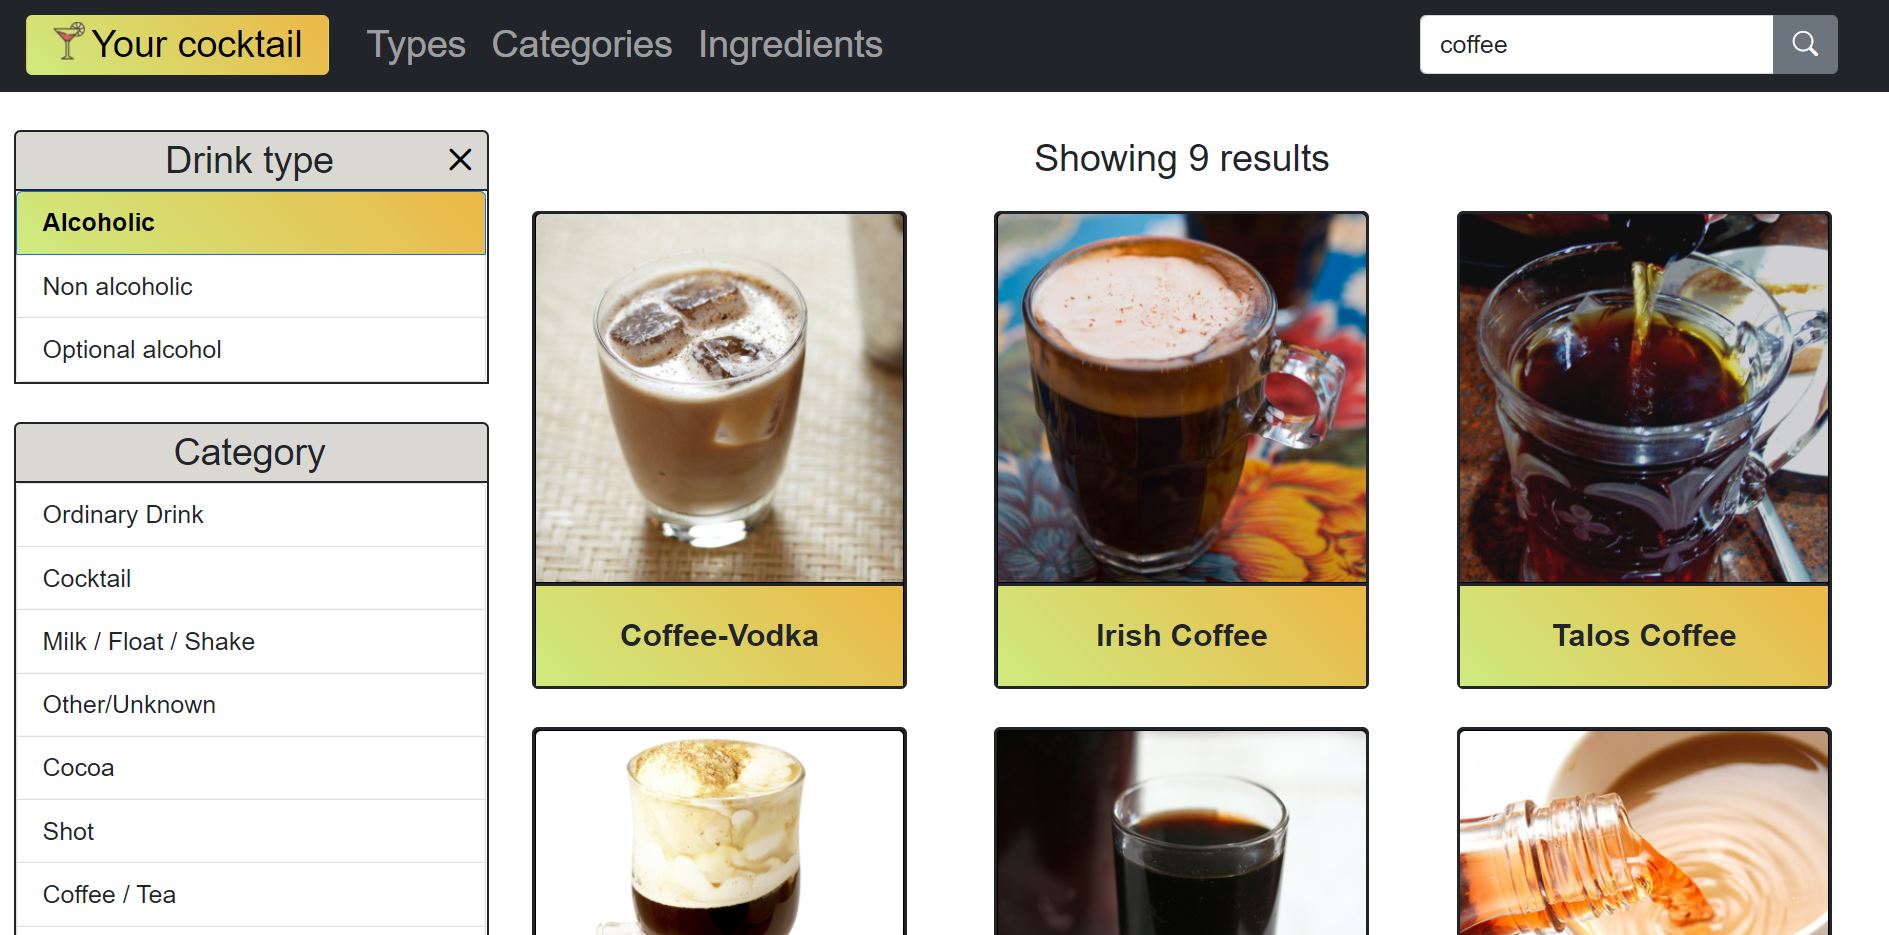 Your cocktail
Types
Categories
Ingredients
coffee
Drink type
Alcoholic
Non alcoholic
Optional alcohol
Category
Ordinary Drink
Cocktail
Milk / Float / Shake
Other/Unknown
Cocoa
Shot
Coffee / Tea
Showing 9 results
Coffee-Vodka
Irish Coffee
Talos Coffee